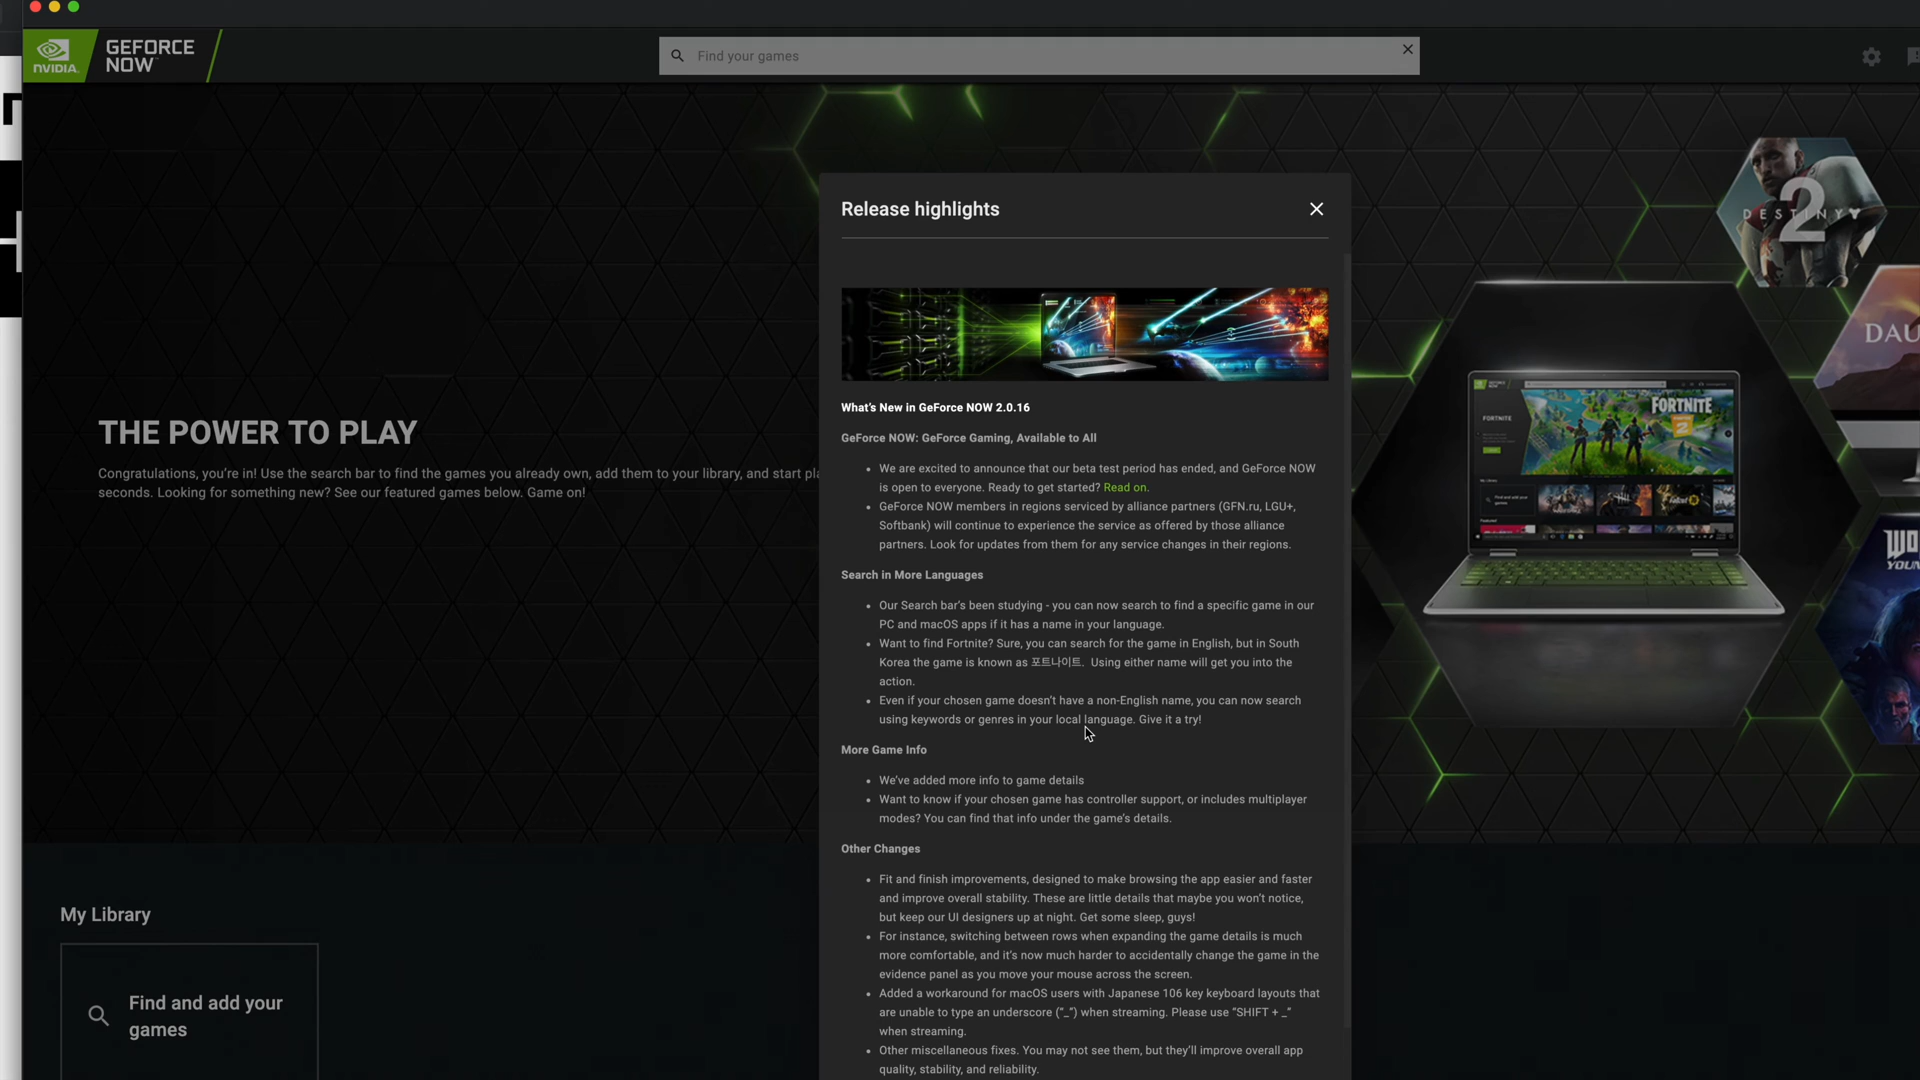 NVIDIA.
GEFORCE
NOW
Find your games
THE POWER TO PLAY
Congratulations, you're in! Use the search bar to find the games you already own, add them to your library, and start pla
seconds. Looking for something new? See our featured games below. Game on!
My Library
Find and add your
games
Release highlights
What's New in GeForce NOW 2.0.16
GeForce NOW: GeForce Gaming, Available to All
• We are excited to announce that our beta test period has ended, and GeForce NOW
is open to everyone. Ready to get started? Read on.
• GeForce NOW members in regions serviced by alliance partners (GFN.ru, LGU+,
Softbank) will continue to experience the service as offered by those alliance
partners. Look for updates from them for any service changes in their regions.
Search in More Languages
• Our Search bar's been studying - you can now search to find a specific game in our
PC and macOS apps if it has a name in your language.
• Want to find Fortnite? Sure, you can search for the game in English, but in South
Korea the game is known as 포트나이트. Using either name will get you into the
action.
• Even if your chosen game doesn't have a non-English name, you can now search
using keywords or genres in your local language. Give it a try!
More Game Info
• We've added more info to game details
• Want to know if your chosen game has controller support, or includes multiplayer
modes? You can find that info under the game's details.
Other Changes
• Fit and finish improvements, designed to make browsing the app easier and faster
and improve overall stability. These are little details that maybe you won't notice,
but keep our UI designers up at night. Get some sleep, guys!
• For instance, switching between rows when expanding the game details is much
more comfortable, and it's now much harder to accidentally change the game in the
evidence panel as you move your mouse across the screen.
• Added a workaround for macOS users with Japanese 106 key keyboard layouts that
are unable to type an underscore ("_") when streaming. Please use "SHIFT + _"
when streaming.
• Other miscellaneous fixes. You may not see them, but they'll improve overall app
quality, stability, and reliability.
DESTINY
2
DAU
FORTNITE
FORTNITE
2
WO
YOUN